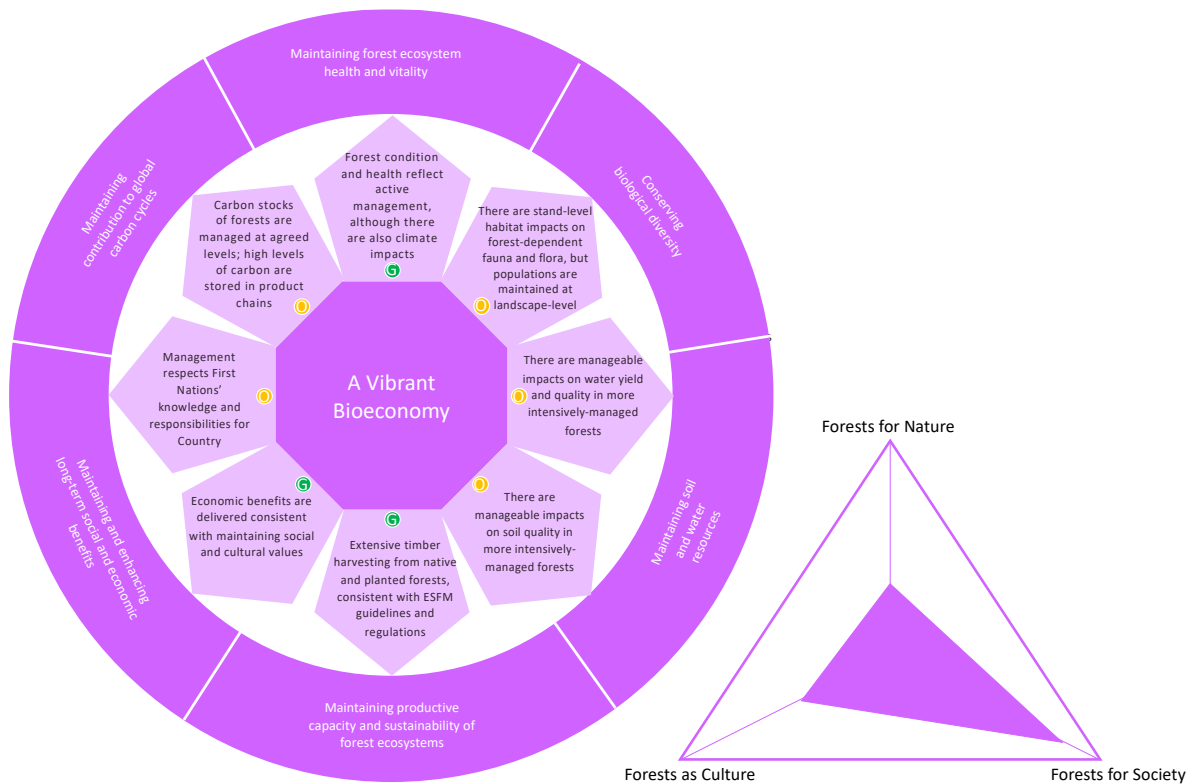 Maintaining forest ecosystem
health and vitality
Conserving
biological diversity
Maintaining soil
and water
resources
Maintaining productive
capacity and sustainability of
forest ecosystems
Maintaining and enhancing
long-term social and economic
benefits
Maintaining
contribution to global
carbon cycles
Forest condition
and health reflect
active
management,
although there
are also climate
impacts
G
There are stand-level
habitat impacts on
forest-dependent
fauna and flora, but
populations are
maintained at
landscape-level
O
There are manageable
impacts on water yield
and quality in more
intensively-managed
forests
O
There are
manageable impacts
on soil quality in
more intensively-
managed forests
O
Extensive timber
harvesting from native
and planted forests,
consistent with ESFM
guidelines and
regulations
G
Economic benefits are
delivered consistent
with maintaining social
and cultural values
G
Management
respects First
Nations’
knowledge and
responsibilities for
Country
O
Carbon stocks
of forests are
managed at agreed
levels; high levels
of carbon are
stored in product
chains
O
A Vibrant
Bioeconomy
Forests for Nature
Forests as Culture
Forests for Society